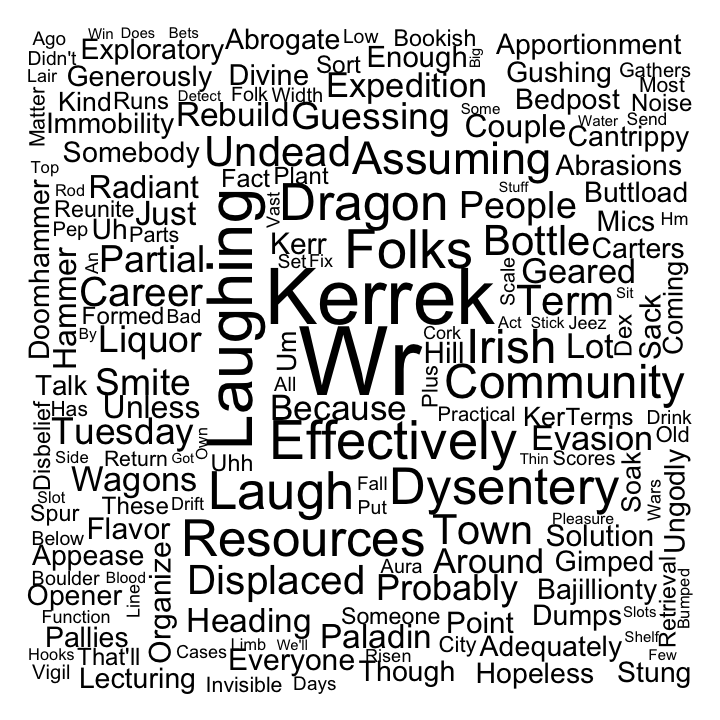 Ago Win Does Bets Abrogate Low Bookish Apportionment
Didn't Exploratory Sort Enough Big
Lair Generously Divine Expedition Gushing Gathers
Matter Kind Runs Detect Folk Width Bedpost Most
Immobility Rebuild Guessing Some Couple Water Send Noise
Somebody Undead Assuming Cantrippy
Top Fact Plant Abrasions
Rod Radiant Vast Dragon Stuff People Buttload
Reunite Just Laughing Mics Hm
Pep Uh Parts Kerr Folks Bottle Carters
Doomhammer Hammer An Partial Set Fix Scale Geared
Career Kerrek Term Sit Sack Coming
Formed Bad Act Stick Jeez Dex
By Liquor Um Wr Cork Hill Irish Lot
Talk Smite All Plus Community
Has Unless Because Practical Ker Terms Drink
Disbelief Tuesday Own Effectively Evasion Old
Side Return Got Uhh Thin Scores
Wagons Laugh Fall Dysentery Soak Wars Ungodly
Slot These Drift Put
Spur Flavor Resources Town Pleasure Solution
Below
Appease Organize Aura Around Gimped
Boulder Blood Displaced Probably Bajillionty Retrieval
Opener Line Bumped
Function Heading Someone Point Dumps Slots
Pallies Paladin City Adequately Shelf
Hooks That'll Cases Limb We'll Everyone Risen Few
Vigil Lecturing Invisible Days Though Hopeless Stung